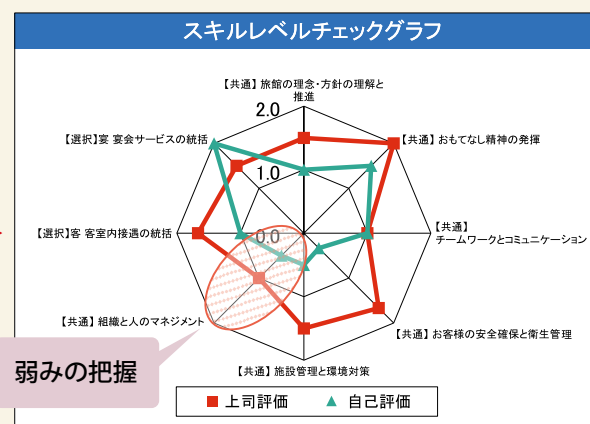 スキルレベルチェックグラフ
【共通】 旅館の理念・方針の理解と
推進
2.0
【選択】宴 宴会サービスの統括
【共通】 おもてなし精神の発揮
1.0
【選択】客 客室内接遇の統括
0.0
【共通】
チームワークとコミュニケーション
【共通】 組織と人のマネジメント
【共通】 お客様の安全確保と衛生管理
弱みの把握
【共通】 施設管理と環境対策
上司評価
自己評価